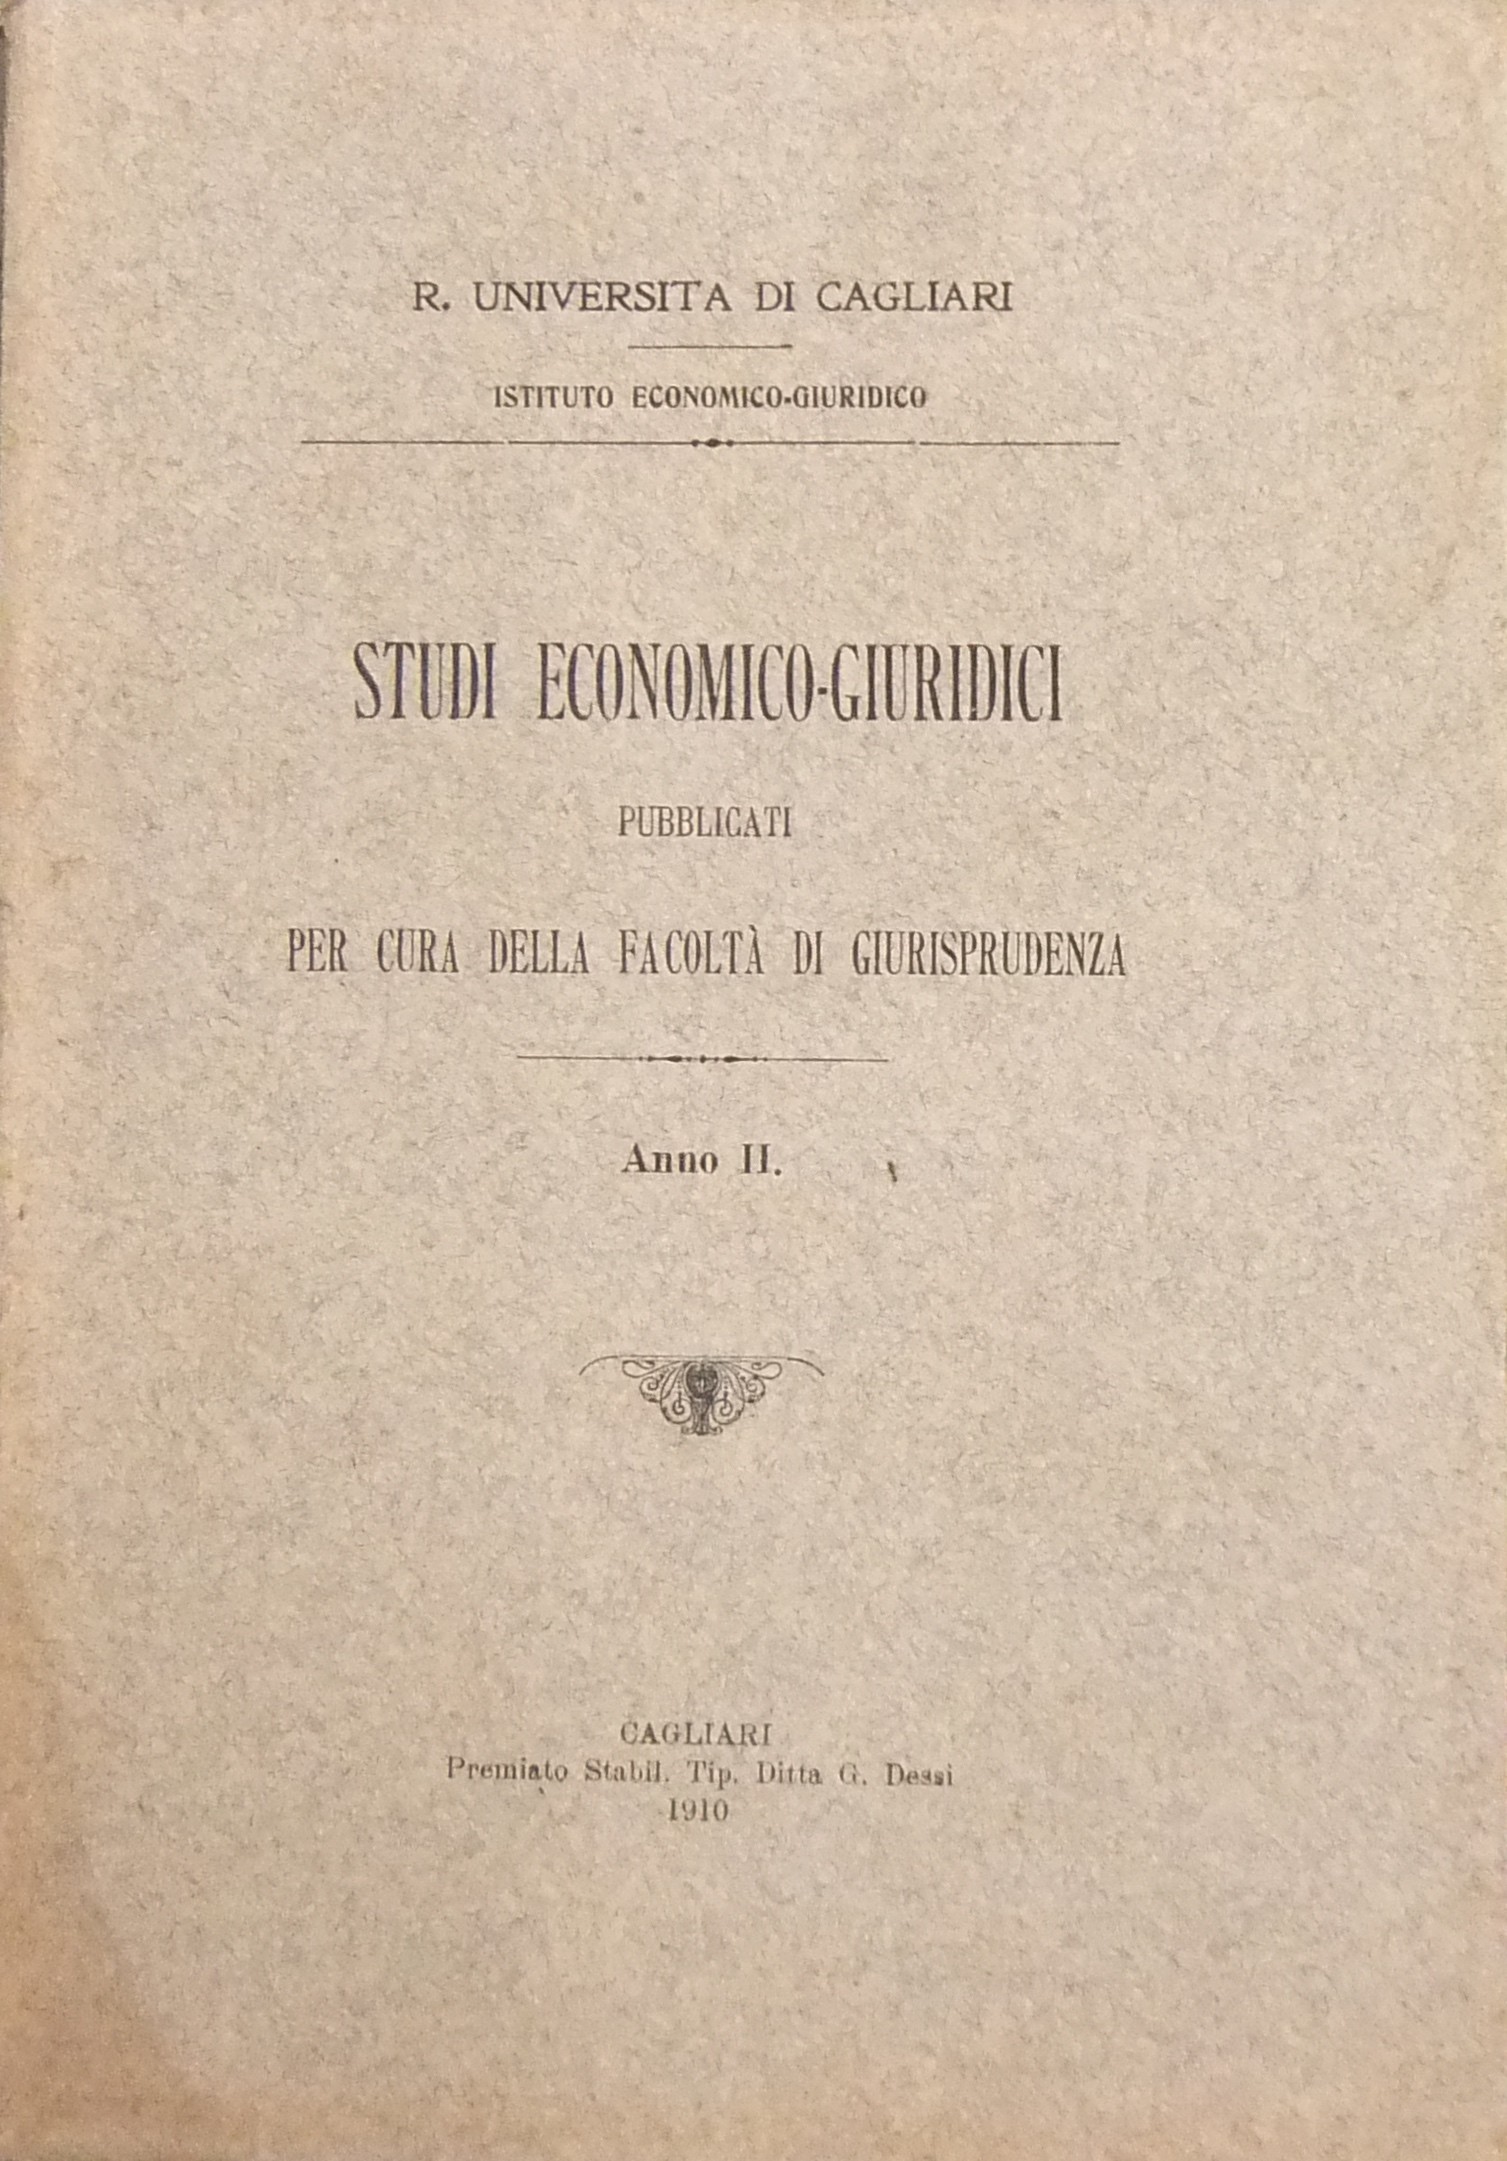 R. UNIVERSITA DI CAGLIARI
ISTITUTO ECONOMICO-GIURIDICO
STUDI ECONOMICO-GIURIDICI
PUBBLICATI
PER CURA DELLA FACOLTÀ DI GIURISPRUDENZA
Anno II.
CAGLIARI
Premiato Stabil. Tip. Ditta G. Dessi
1910